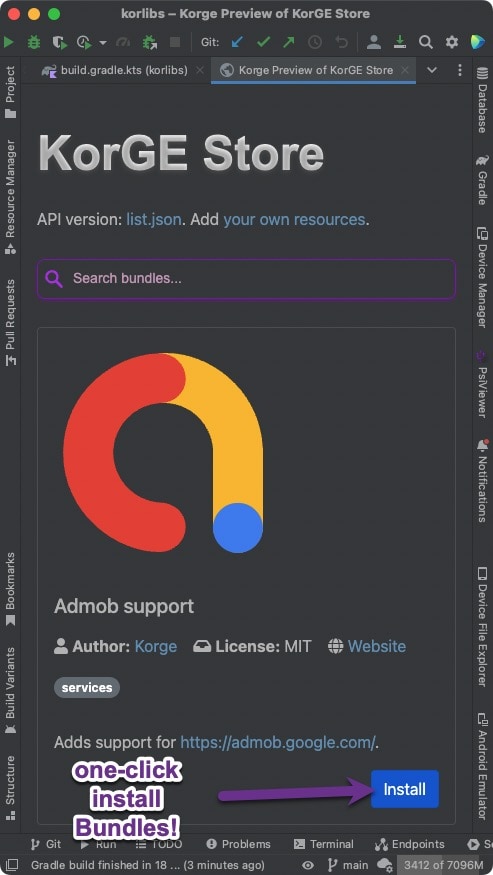 korlibs – Korge Preview of KorGE Store
Git:
build.gradle.kts (korlibs)
Korge Preview of KorGE Store
Project
Resource Manager
Pull Requests
Bookmarks
Build Variants
Structure
KorGE Store
API version: list.json. Add your own resources.
Search bundles...
Admob support
Author: Korge
License: MIT
Website
services
Adds support for https://admob.google.com/.
one-click
install
Bundles!
Install
Database
Gradle
Device Manager
PsiViewer
Notifications
Device File Explorer
Android Emulator
Git
Run
TODO
Problems
Terminal
Endpoints
Se
Gradle build finished in 18 ... (3 minutes ago)
main
3412 of 7096M